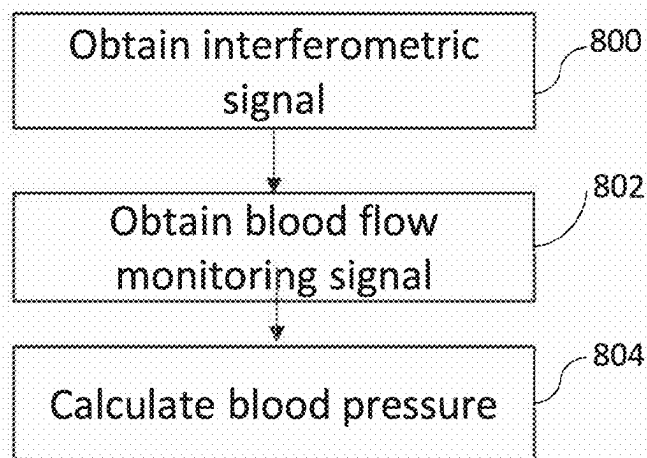 Obtain interferometric
signal
800
Obtain blood flow
monitoring signal
802
Calculate blood pressure
804